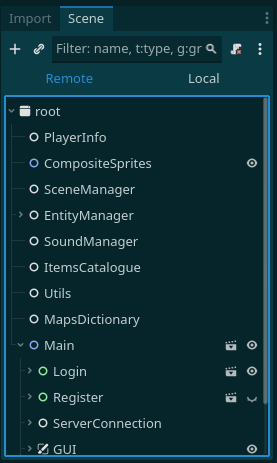 Import Scene
Filter: name, t:type, g:gr
Remote Local
root
PlayerInfo
CompositeSprites
SceneManager
EntityManager
SoundManager
ItemsCatalogue
Utils
MapsDictionary
Main
Login
Register
ServerConnection
GUI